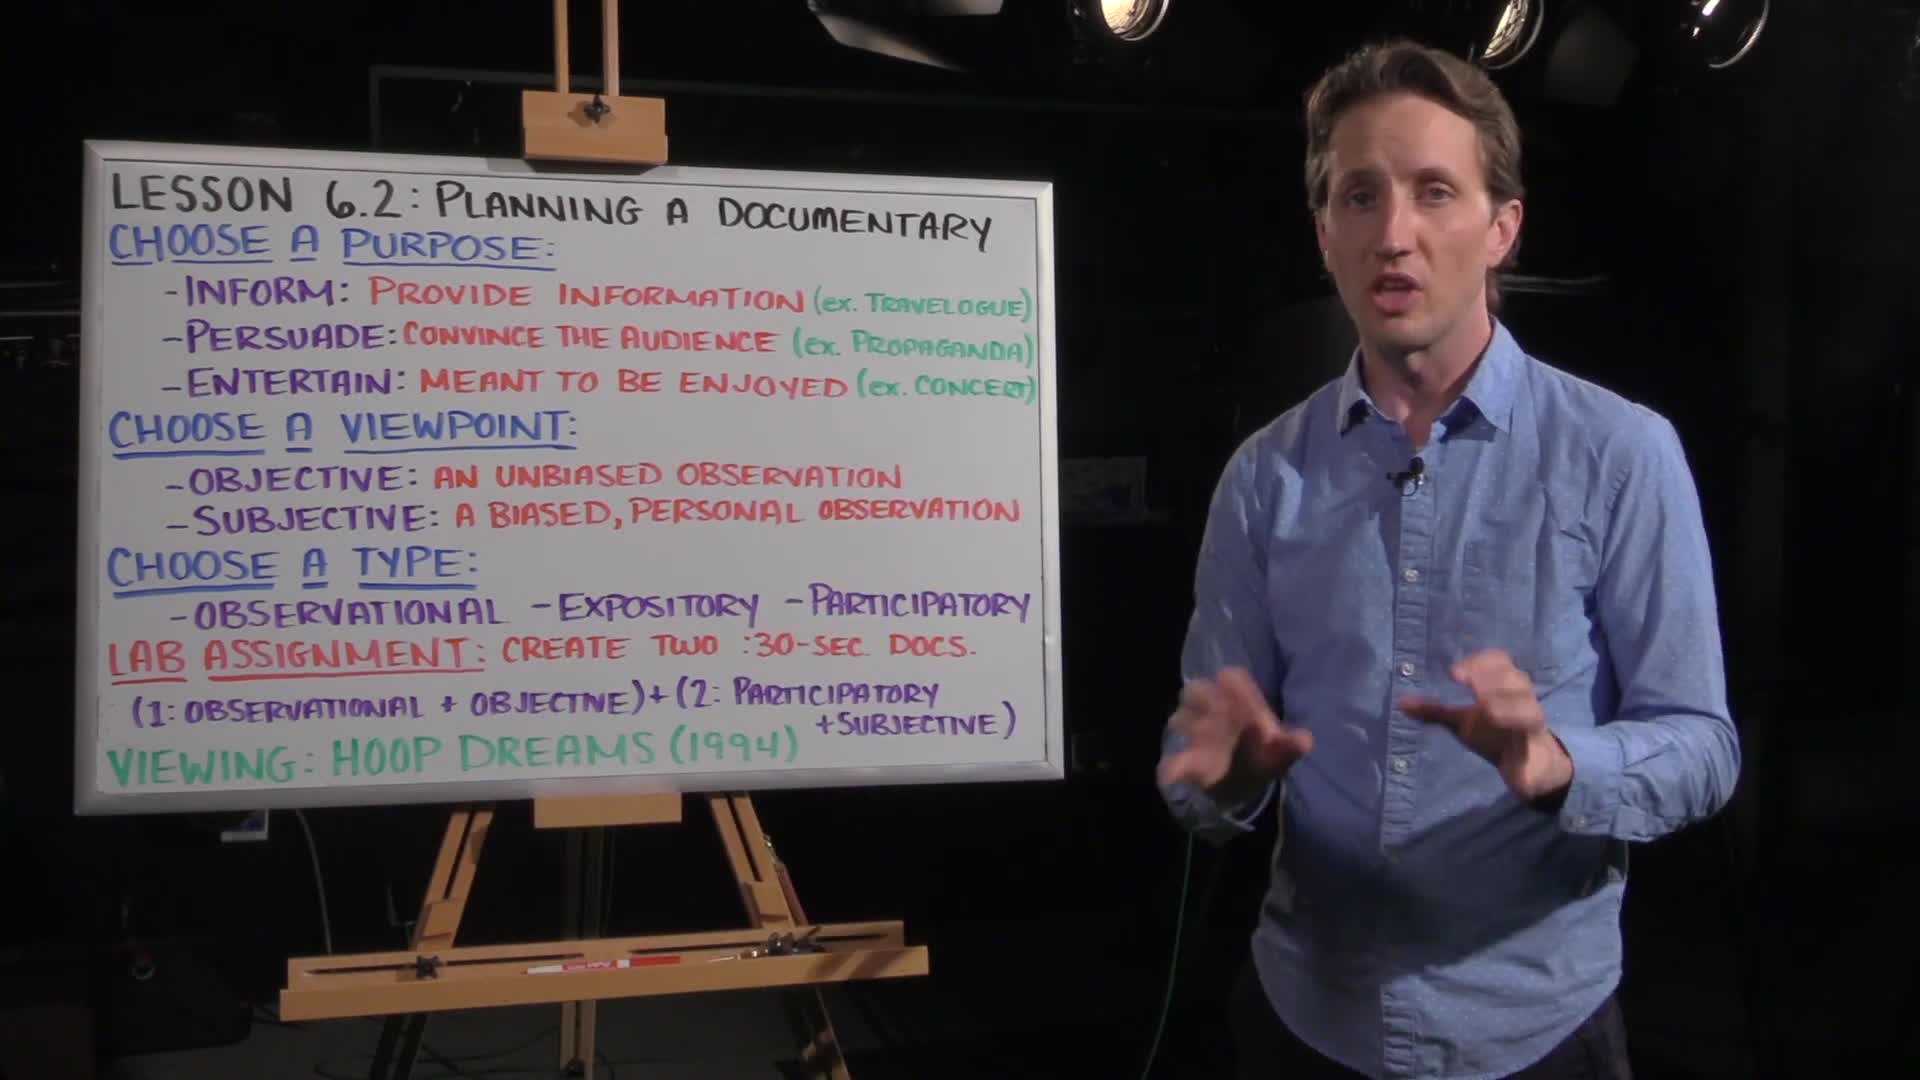 LESSON 6.2: PLANNING A DOCUMENTARY
CHOOSE A PURPOSE:
-INFORM: PROVIDE INFORMATION (ex. TRAVELOGUE)
-PERSUADE: CONVINCE THE AUDIENCE (ex. PROPAGANDA)
-ENTERTAIN: MEANT TO BE ENJOYED (ex. CONCERT)
CHOOSE A VIEWPOINT:
-OBJECTIVE: AN UNBIASED OBSERVATION
-SUBJECTIVE: A BIASED, PERSONAL OBSERVATION
CHOOSE A TYPE:
-OBSERVATIONAL -EXPOSITORY -PARTICIPATORY
LAB ASSIGNMENT: CREATE TWO :30-SEC. DOCS.
(1: OBSERVATIONAL + OBJECTIVE) + (2: PARTICIPATORY
+SUBJECTIVE)
VIEWING: HOOP DREAMS (1994)